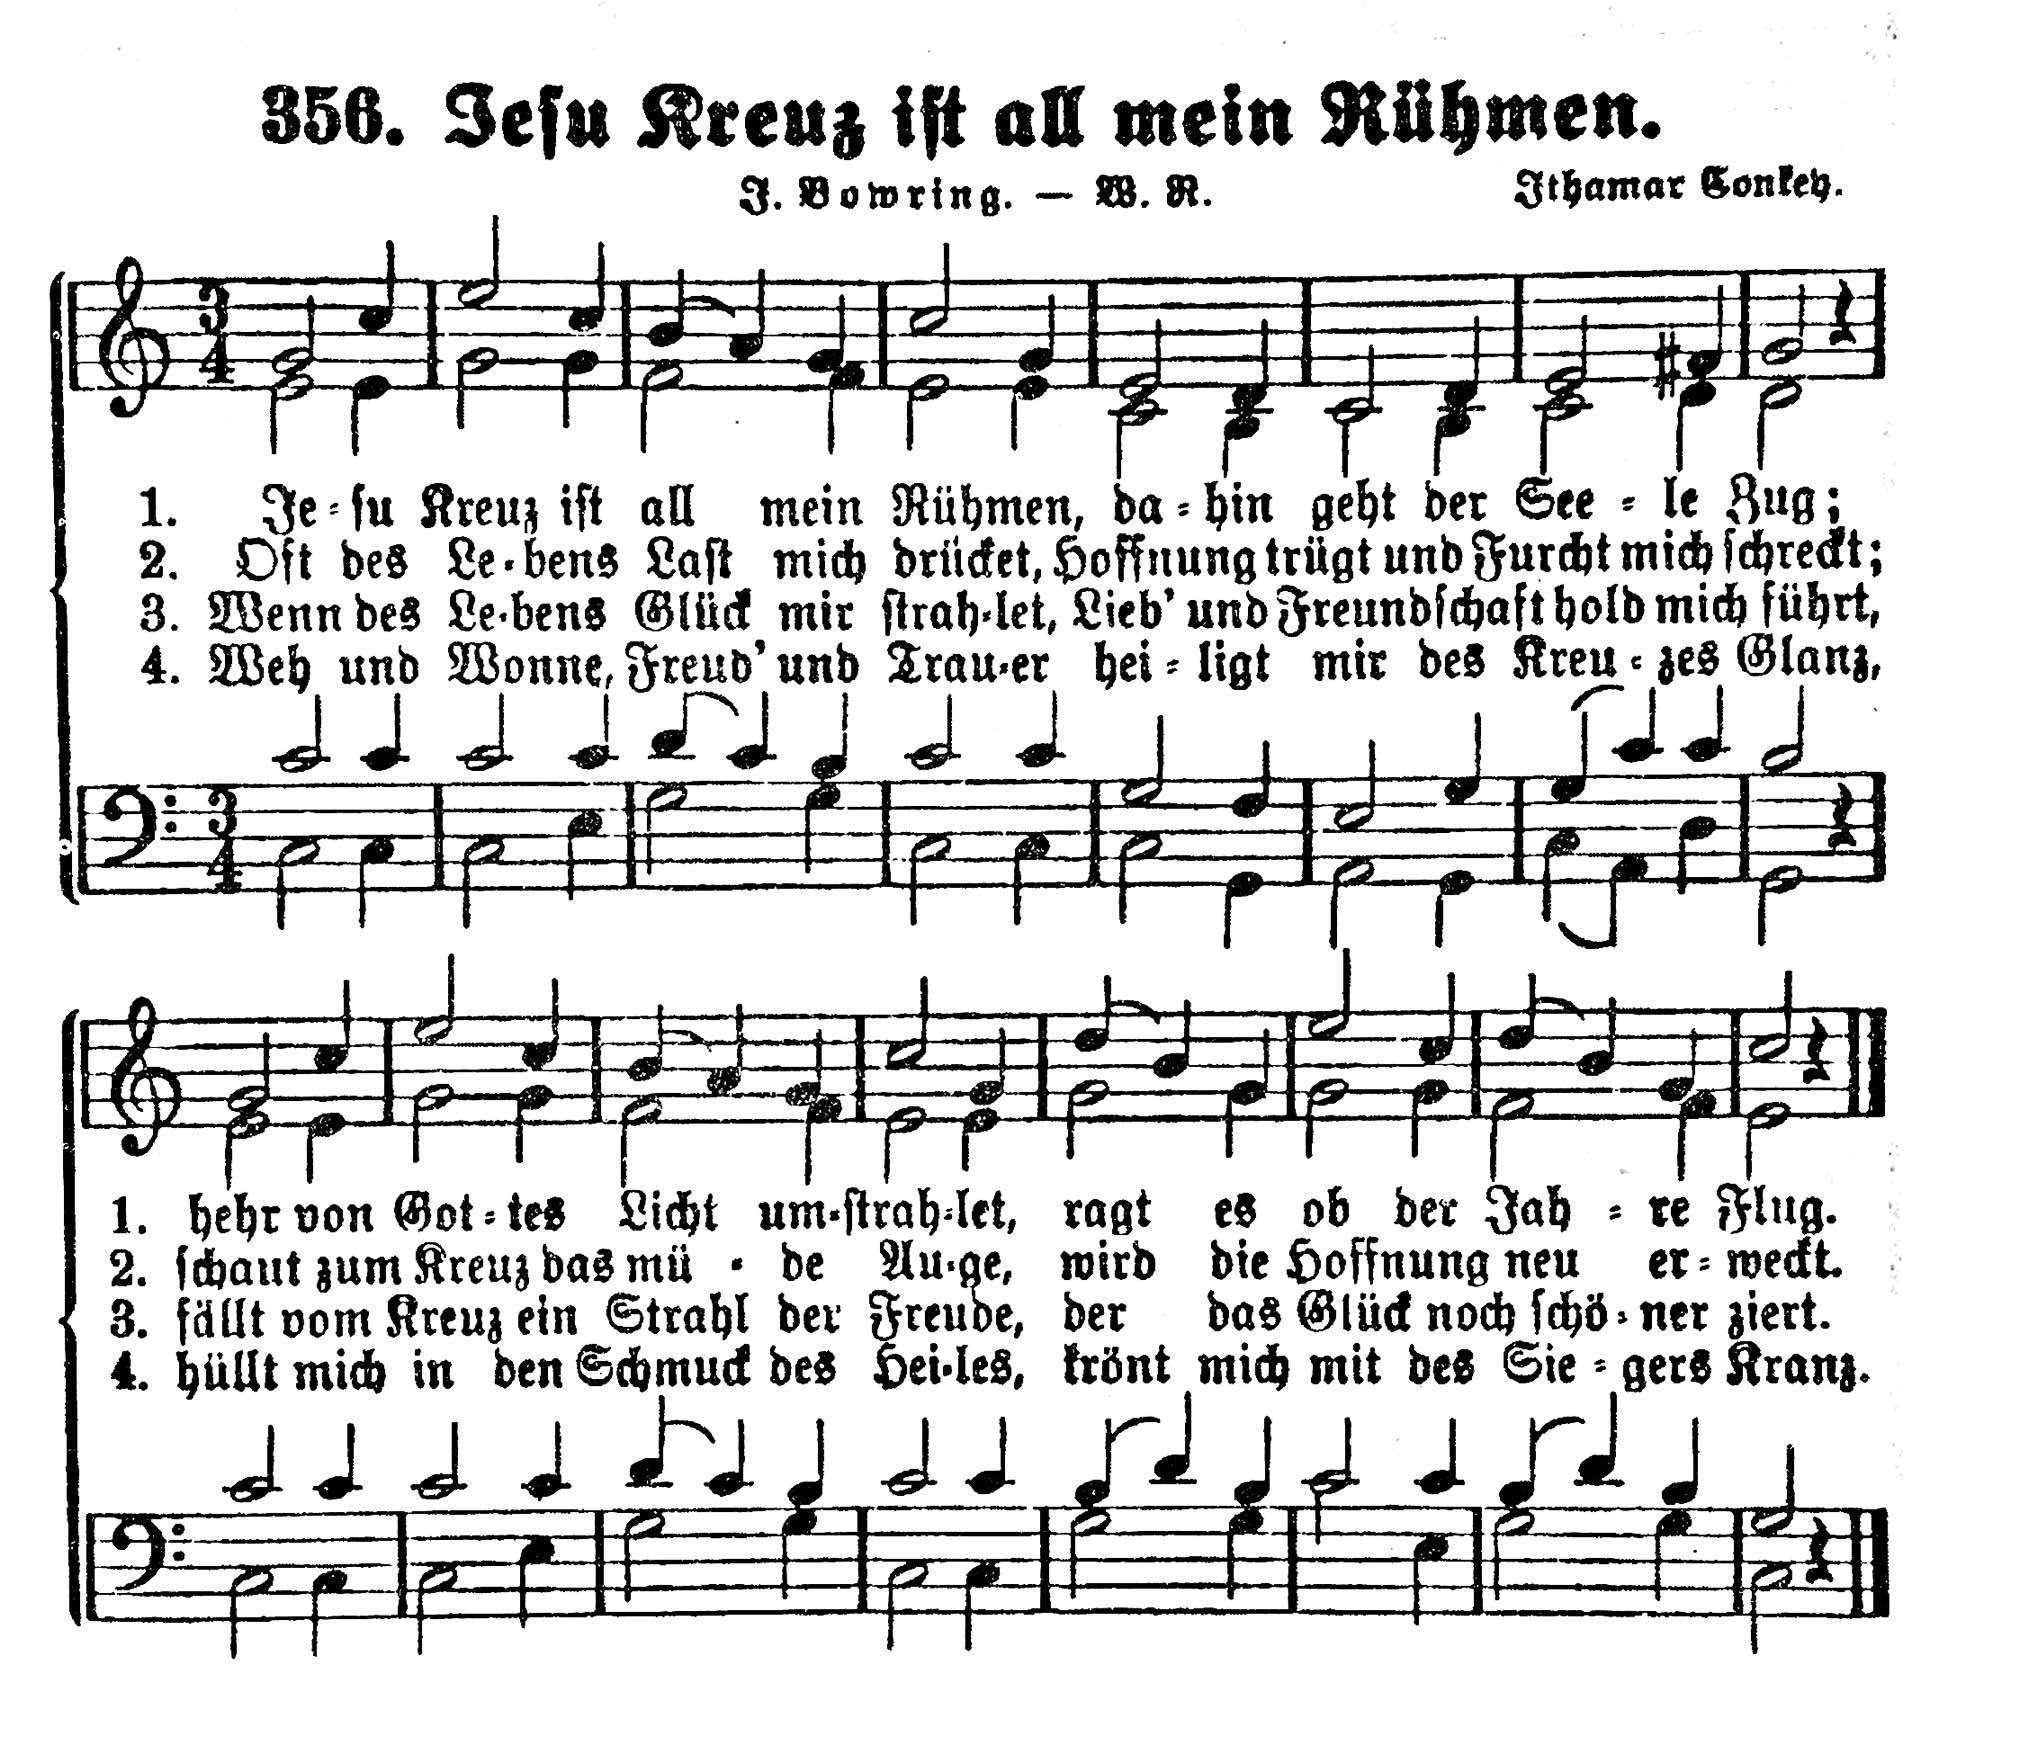 356. Jesu Kreuz ist all mein Rühmen.
J. Bowring. — W. R.
Ithamar Conkey.
1. Je-su Kreuz ist all mein Rühmen, da-hin geht der See-le Zug;
2. Oft des Le-bens Last mich drücket, Hoffnung trügt und Furcht mich schreckt;
3. Wenn des Le-bens Glück mir strah-let, Lieb' und Freundschaft hold mich führt,
4. Weh und Wonne, Freud' und Trau-er hei-ligt mir des Kreu-zes Glanz,
1. hehr von Got-tes Licht um-strah-let, ragt es ob der Jah-re Flug.
2. schaut zum Kreuz das mü-de Au-ge, wird die Hoffnung neu er-weckt.
3. fällt vom Kreuz ein Strahl der Freude, der das Glück noch schö-ner ziert.
4. hüllt mich in den Schmuck des Hei-les, krönt mich mit des Sie-gers Kranz.